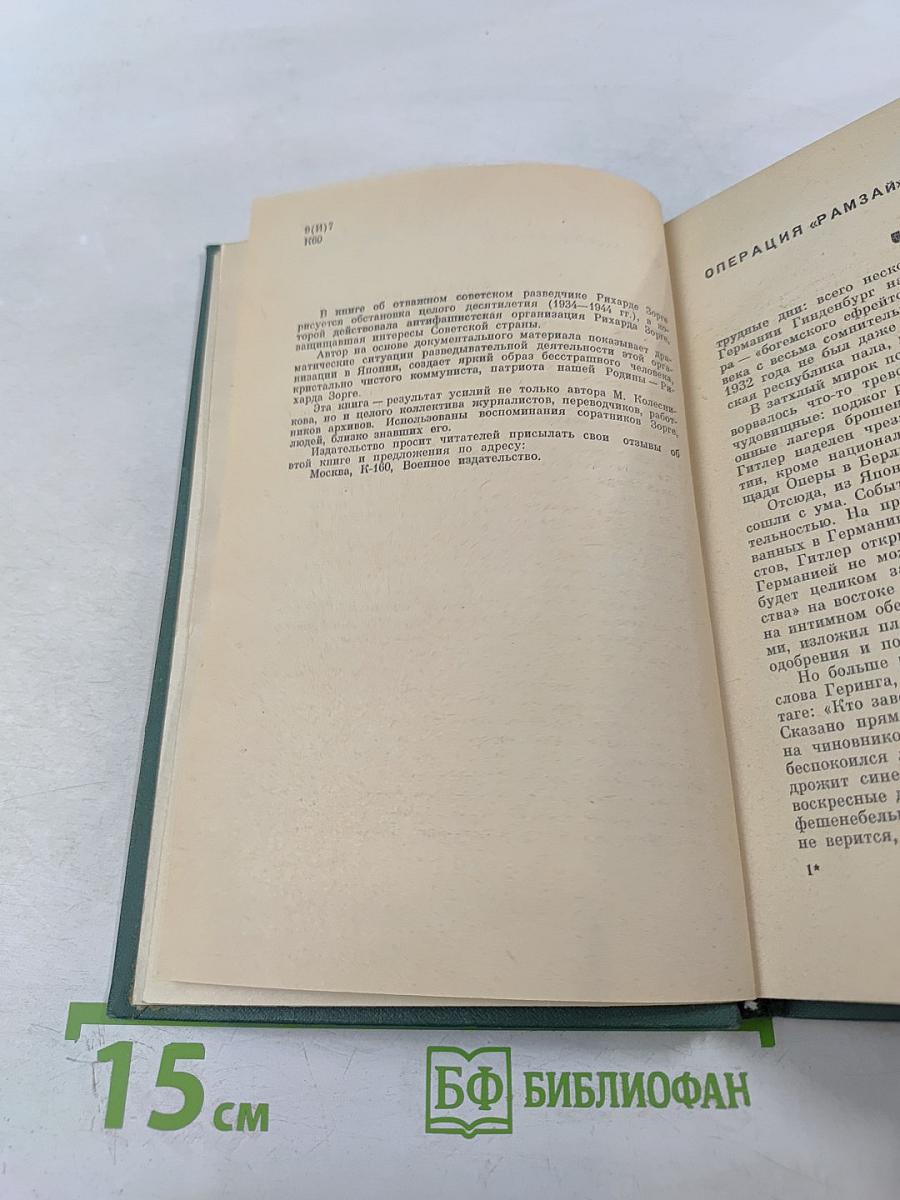 9(И)7
К60
В книге об отважном советском разведчике Рихарде Зорге
рисуется обстановка целого десятилетия (1934—1944 гг.), в ко-
торой действовала антифашистская организация Рихарда Зорге,
защищавшая интересы Советской страны.
Автор на основе документального материала показывает дра-
матические ситуации разведывательной деятельности этой орга-
низации в Японии, создает яркий образ бесстрашного человека,
кристально чистого коммуниста, патриота нашей Родины — Ри-
харда Зорге.
Эта книга — результат усилий не только автора М. Колесни-
кова, но и целого коллектива журналистов, переводчиков, работ-
ников архивов. Использованы воспоминания соратников Зорге,
людей, близко знавших его.
Издательство просит читателей присылать свои отзывы об
этой книге и предложения по адресу:
Москва, К-160, Военное издательство.
ОПЕРАЦИЯ «РАМЗАЙ»
трудные дни: всего неско
Германии Гинденбург на
ра — «богемского ефрейто
века с весьма сомнитель
1932 года не был даже
ская республика пала,
В затхлый мирок по
ворвалось что-то трево
чудовищные: поджог Р
онные лагеря брошен
Гитлер наделен чрез
тии, кроме национал
щади Оперы в Берл
Отсюда, из Япон
сошли с ума. Событ
тельностью. На пр
ванных в Германи
стов, Гитлер откры
Германией не мож
будет целиком за
ства» на востоке
на интимном обе
ми, изложил пл
одобрения и по
Но больше
слова Геринга,
таге: «Кто заво
Сказано прям
на чиновнико
беспокоился
дрожит сине
воскресные д
фешенебель
не верится,
1*
15 см
БФ БИБЛИОФАН